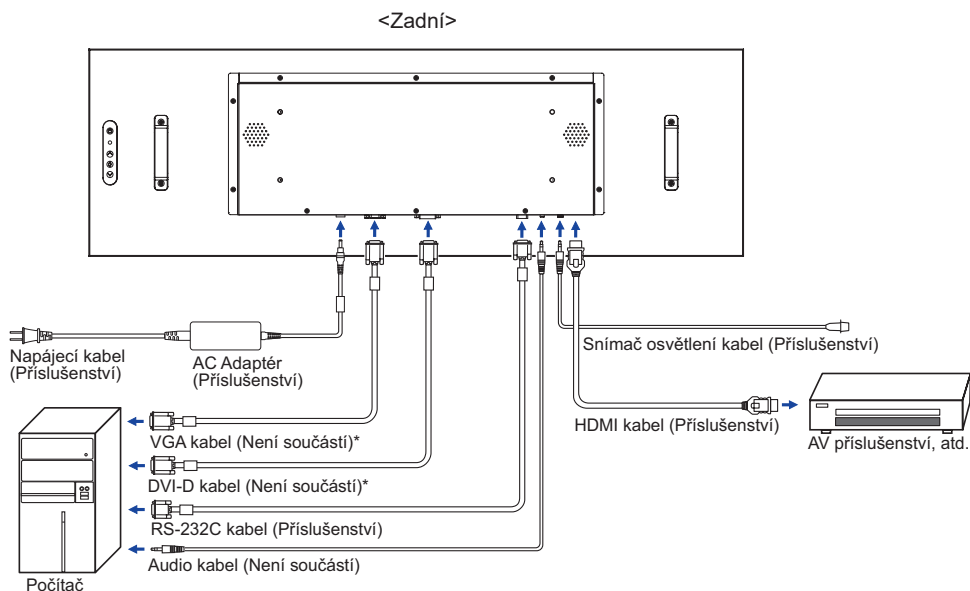 <Zadní>
Napájecí kabel
(Příslušenství)
AC Adaptér
(Příslušenství)
Snímač osvětlení kabel (Příslušenství)
HDMI kabel (Příslušenství)
AV příslušenství, atd.
VGA kabel (Není součástí)*
DVI-D kabel (Není součástí)*
RS-232C kabel (Příslušenství)
Audio kabel (Není součástí)
Počítač